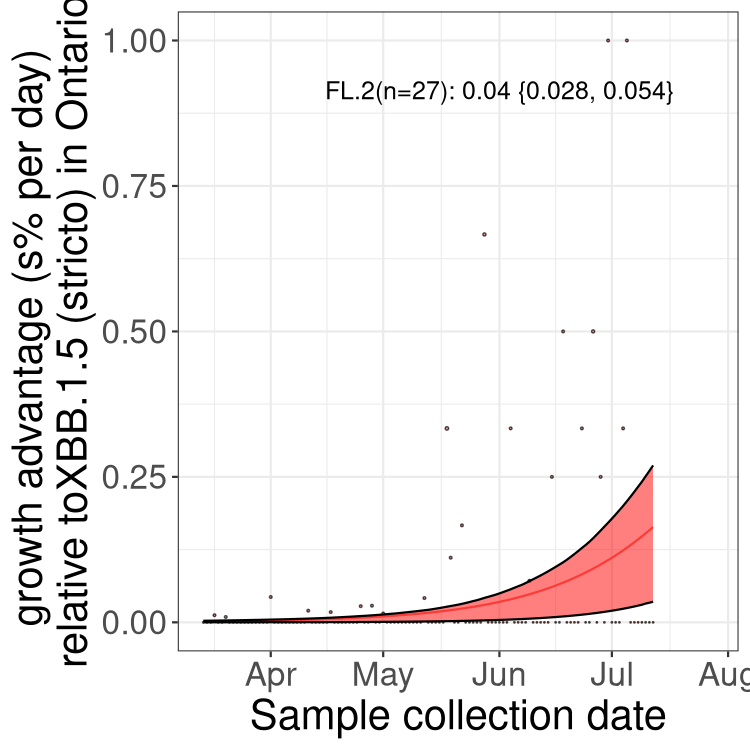 growth advantage (s% per day)
relative toXBB.1.5 (stricto) in Ontario
1.00
0.75
0.50
0.25
0.00
FL.2(n=27): 0.04 {0.028, 0.054}
Apr May Jun Jul Aug
Sample collection date